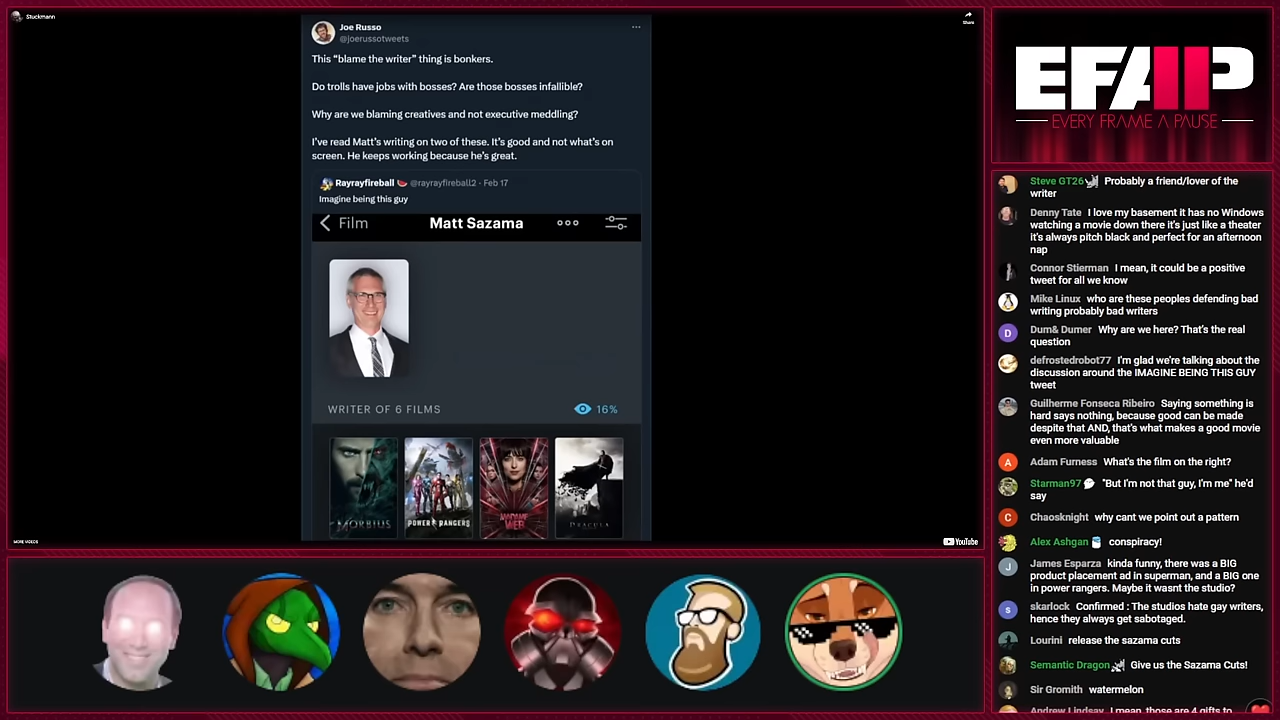 Stuckmann
Share
Joe Russo
@joerussotweets
This “blame the writer” thing is bonkers.
Do trolls have jobs with bosses? Are those bosses infallible?
Why are we blaming creatives and not executive meddling?
I’ve read Matt’s writing on two of these. It’s good and not what’s on
screen. He keeps working because he’s great.
Rayrayfireball 🍉 @rayrayfireball2 · Feb 17
Imagine being this guy
Film
Matt Sazama
WRITER OF 6 FILMS
16%
MORBIUS
POWER RANGERS
MADAME WEB
DRACULA
MORE VIDEOS
YouTube
EFAP
EVERY FRAME A PAUSE
Steve GT26 Probably a friend/lover of the
writer
Denny Tate I love my basement it has no Windows
watching a movie down there it's just like a theater
it's always pitch black and perfect for an afternoon
nap
Connor Stierman I mean, it could be a positive
tweet for all we know
Mike Linux who are these peoples defending bad
writing probably bad writers
D
Dum& Dumer Why are we here? That's the real
question
defrostedrobot77 I'm glad we're talking about the
discussion around the IMAGINE BEING THIS GUY
tweet
Guilherme Fonseca Ribeiro Saying something is
hard says nothing, because good can be made
despite that AND, that's what makes a good movie
even more valuable
A
Adam Furness What's the film on the right?
Starman97 "But I'm not that guy, I'm me" he'd
say
C
Chaosknight why cant we point out a pattern
Alex Ashgan conspiracy!
J
James Esparza kinda funny, there was a BIG
product placement ad in superman, and a BIG one
in power rangers. Maybe it wasnt the studio?
s
skarlock Confirmed : The studios hate gay writers,
hence they always get sabotaged.
Lourini release the sazama cuts
Semantic Dragon Give us the Sazama Cuts!
Sir Gromith watermelon
Andrew Lindsay I mean, those are 4 gifts to